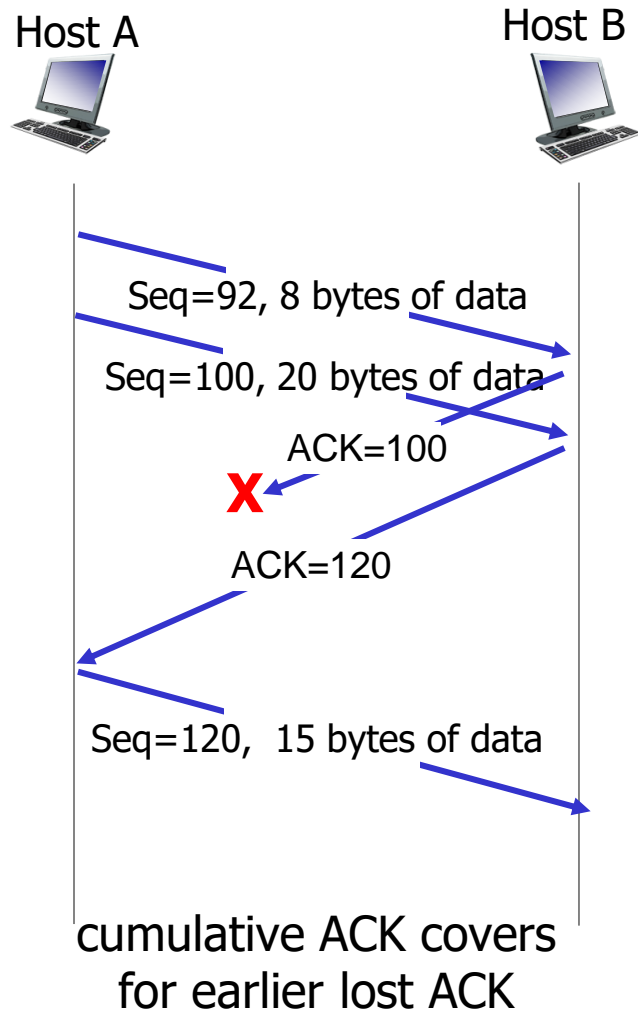 Host A
Host B
Seq=92, 8 bytes of data
Seq=100, 20 bytes of data
ACK=100
X
ACK=120
Seq=120, 15 bytes of data
cumulative ACK covers
for earlier lost ACK